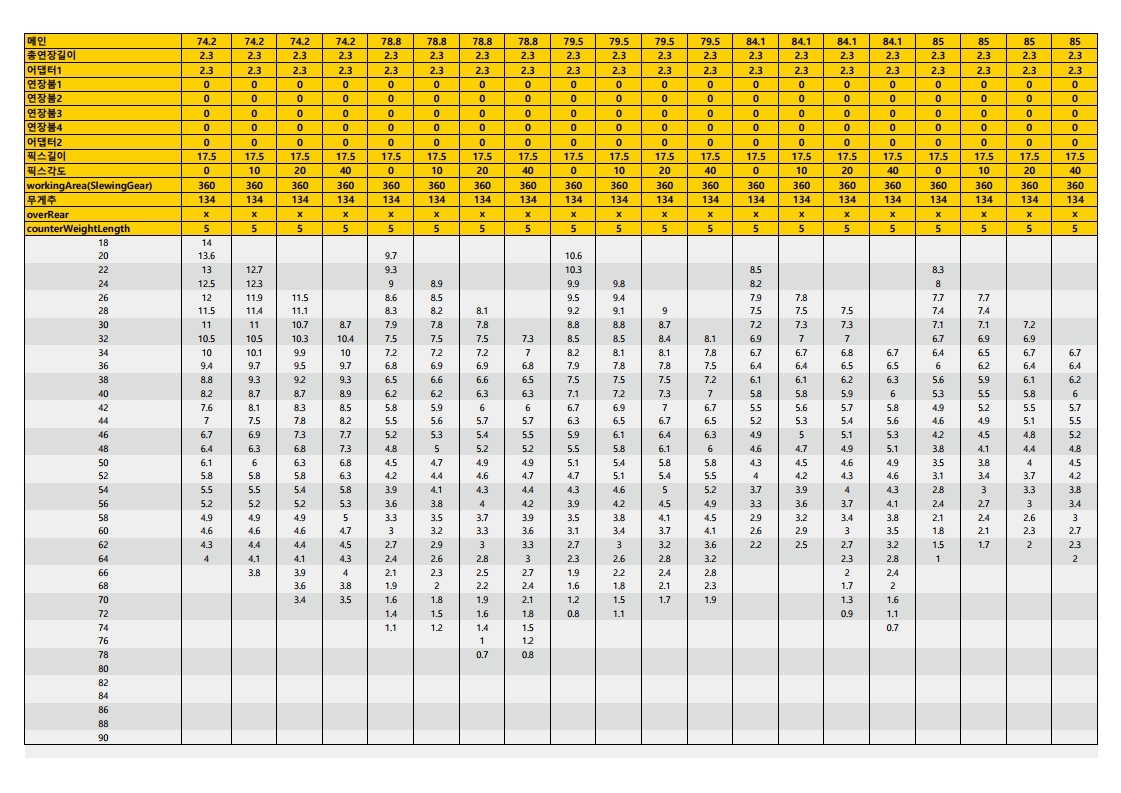 메인 74.2 74.2 74.2 74.2 78.8 78.8 78.8 78.8 79.5 79.5 79.5 79.5 84.1 84.1 84.1 84.1 85 85 85 85
총연장길이 2.3 2.3 2.3 2.3 2.3 2.3 2.3 2.3 2.3 2.3 2.3 2.3 2.3 2.3 2.3 2.3 2.3 2.3 2.3 2.3
어댑터1 2.3 2.3 2.3 2.3 2.3 2.3 2.3 2.3 2.3 2.3 2.3 2.3 2.3 2.3 2.3 2.3 2.3 2.3 2.3 2.3
연장붐1 0 0 0 0 0 0 0 0 0 0 0 0 0 0 0 0 0 0 0 0
연장붐2 0 0 0 0 0 0 0 0 0 0 0 0 0 0 0 0 0 0 0 0
연장붐3 0 0 0 0 0 0 0 0 0 0 0 0 0 0 0 0 0 0 0 0
연장붐4 0 0 0 0 0 0 0 0 0 0 0 0 0 0 0 0 0 0 0 0
어댑터2 0 0 0 0 0 0 0 0 0 0 0 0 0 0 0 0 0 0 0 0
픽스길이 17.5 17.5 17.5 17.5 17.5 17.5 17.5 17.5 17.5 17.5 17.5 17.5 17.5 17.5 17.5 17.5 17.5 17.5 17.5 17.5
픽스각도 0 10 20 40 0 10 20 40 0 10 20 40 0 10 20 40 0 10 20 40
workingArea(SlewingGear) 360 360 360 360 360 360 360 360 360 360 360 360 360 360 360 360 360 360 360 360
무게추 134 134 134 134 134 134 134 134 134 134 134 134 134 134 134 134 134 134 134 134
overRear x x x x x x x x x x x x x x x x x x x x
counterWeightLength 5 5 5 5 5 5 5 5 5 5 5 5 5 5 5 5 5 5 5 5
18 14
20 13.6 9.7 10.6
22 13 12.7 9.3 10.3 8.5 8.3
24 12.5 12.3 9 8.9 9.9 9.8 8.2 8
26 12 11.9 11.5 8.6 8.5 9.5 9.4 7.9 7.8 7.7 7.7
28 11.5 11.4 11.1 8.3 8.2 8.1 9.2 9.1 9 7.5 7.5 7.5 7.4 7.4
30 11 11 10.7 8.7 7.9 7.8 7.8 8.8 8.8 8.7 7.2 7.3 7.3 7.1 7.1 7.2
32 10.5 10.5 10.3 10.4 7.5 7.5 7.5 7.3 8.5 8.5 8.4 8.1 6.9 7 7 6.7 6.9 6.9
34 10 10.1 9.9 10 7.2 7.2 7.2 7 8.2 8.1 8.1 7.8 6.7 6.7 6.8 6.7 6.4 6.5 6.7 6.7
36 9.4 9.7 9.5 9.7 6.8 6.9 6.9 6.8 7.9 7.8 7.8 7.5 6.4 6.4 6.5 6.5 6 6.2 6.4 6.4
38 8.8 9.3 9.2 9.3 6.5 6.6 6.6 6.5 7.5 7.5 7.5 7.2 6.1 6.1 6.2 6.3 5.6 5.9 6.1 6.2
40 8.2 8.7 8.7 8.9 6.2 6.2 6.3 6.3 7.1 7.2 7.3 7 5.8 5.8 5.9 6 5.3 5.5 5.8 6
42 7.6 8.1 8.3 8.5 5.8 5.9 6 6 6.7 6.9 7 6.7 5.5 5.6 5.7 5.8 4.9 5.2 5.5 5.7
44 7 7.5 7.8 8.2 5.5 5.6 5.7 5.7 6.3 6.5 6.7 6.5 5.2 5.3 5.4 5.6 4.6 4.9 5.1 5.5
46 6.7 6.9 7.3 7.7 5.2 5.3 5.4 5.5 5.9 6.1 6.4 6.3 4.9 5 5.1 5.3 4.2 4.5 4.8 5.2
48 6.4 6.3 6.8 7.3 4.8 5 5.2 5.2 5.5 5.8 6.1 6 4.6 4.7 4.9 5.1 3.8 4.1 4.4 4.8
50 6.1 6 6.3 6.8 4.5 4.7 4.9 4.9 5.1 5.4 5.8 5.8 4.3 4.5 4.6 4.9 3.5 3.8 4 4.5
52 5.8 5.8 5.8 6.3 4.2 4.4 4.6 4.7 4.7 5.1 5.4 5.5 4 4.2 4.3 4.6 3.1 3.4 3.7 4.2
54 5.5 5.5 5.4 5.8 3.9 4.1 4.3 4.4 4.3 4.6 5 5.2 3.7 3.9 4 4.3 2.8 3 3.3 3.8
56 5.2 5.2 5.2 5.3 3.6 3.8 4 4.2 3.9 4.2 4.5 4.9 3.3 3.6 3.7 4.1 2.4 2.7 3 3.4
58 4.9 4.9 4.9 5 3.3 3.5 3.7 3.9 3.5 3.8 4.1 4.5 2.9 3.2 3.4 3.8 2.1 2.4 2.6 3
60 4.6 4.6 4.6 4.7 3 3.2 3.3 3.6 3.1 3.4 3.7 4.1 2.6 2.9 3 3.5 1.8 2.1 2.3 2.7
62 4.3 4.4 4.4 4.5 2.7 2.9 3 3.3 2.7 3 3.2 3.6 2.2 2.5 2.7 3.2 1.5 1.7 2 2.3
64 4 4.1 4.1 4.3 2.4 2.6 2.8 3 2.3 2.6 2.8 3.2 2.3 2.8 1 2
66 3.8 3.9 4 2.1 2.3 2.5 2.7 1.9 2.2 2.4 2.8 2 2.4
68 3.6 3.8 1.9 2 2.2 2.4 1.6 1.8 2.1 2.3 1.7 2
70 3.4 3.5 1.6 1.8 1.9 2.1 1.2 1.5 1.7 1.9 1.3 1.6
72 1.4 1.5 1.6 1.8 0.8 1.1 0.9 1.1
74 1.1 1.2 1.4 1.5 0.7
76 1 1.2
78 0.7 0.8
80
82
84
86
88
90